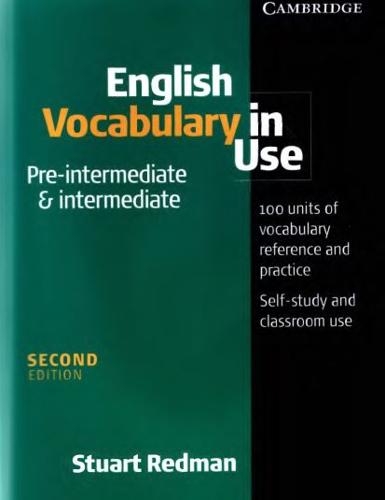 CAMBRIDGE
English
Vocabulary in
Use
Pre-intermediate
& intermediate
100 units of
vocabulary
reference and
practice
Self-study and
classroom use
SECOND
EDITION
Stuart Redman